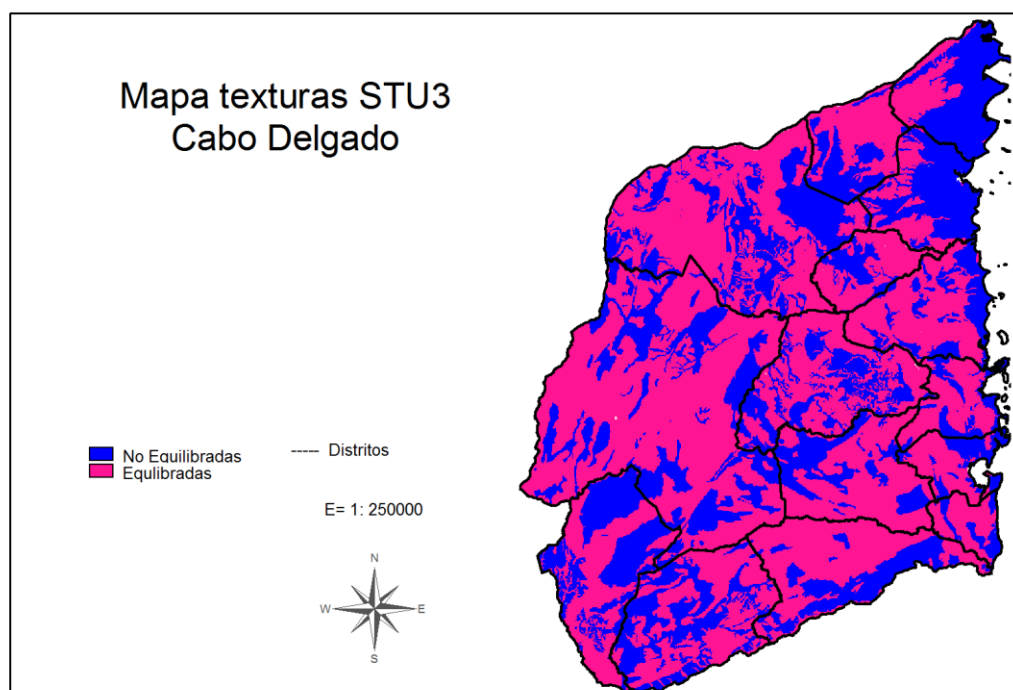 Mapa texturas STU3
Cabo Delgado
No Equilibradas
Equlibradas
Distritos
E= 1: 250000
N
W E
S